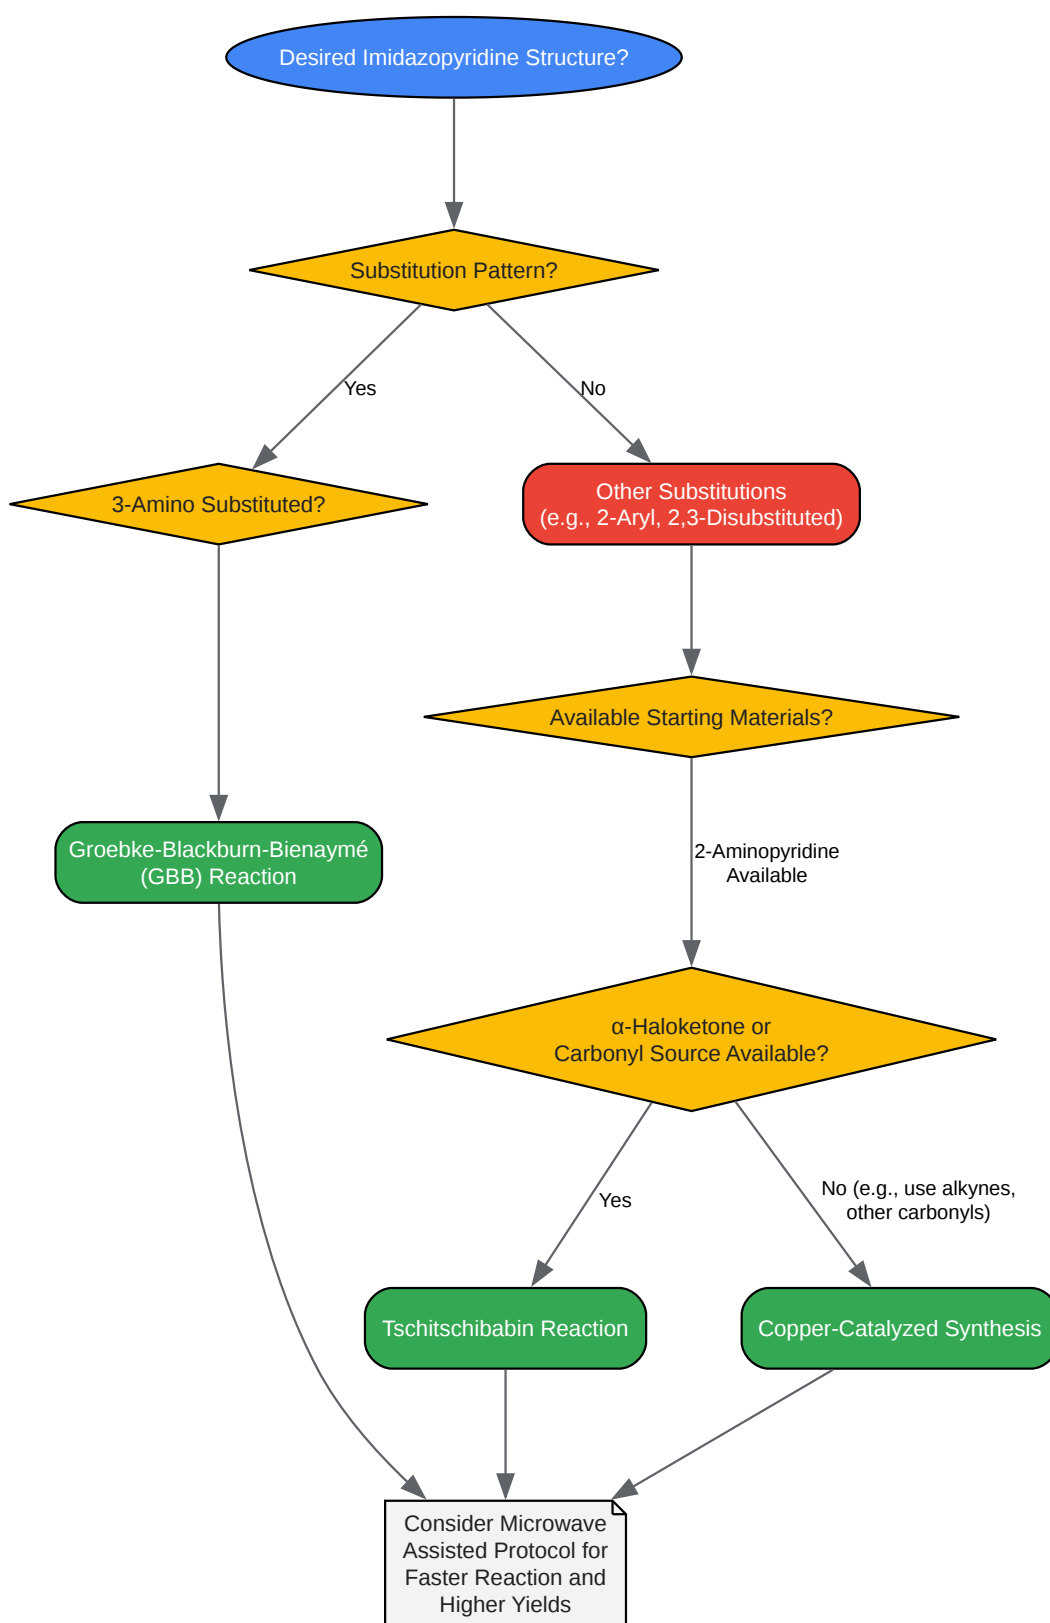 Desired Imidazopyridine Structure?
Substitution Pattern?
Yes
No
3-Amino Substituted?
Other Substitutions
(e.g., 2-Aryl, 2,3-Disubstituted)
Available Starting Materials?
Groebke-Blackburn-Bienaymé
(GBB) Reaction
2-Aminopyridine
Available
α-Haloketone or
Carbonyl Source Available?
Yes
No (e.g., use alkynes,
other carbonyls)
Tschitschibabin Reaction
Copper-Catalyzed Synthesis
Consider Microwave
Assisted Protocol for
Faster Reaction and
Higher Yields